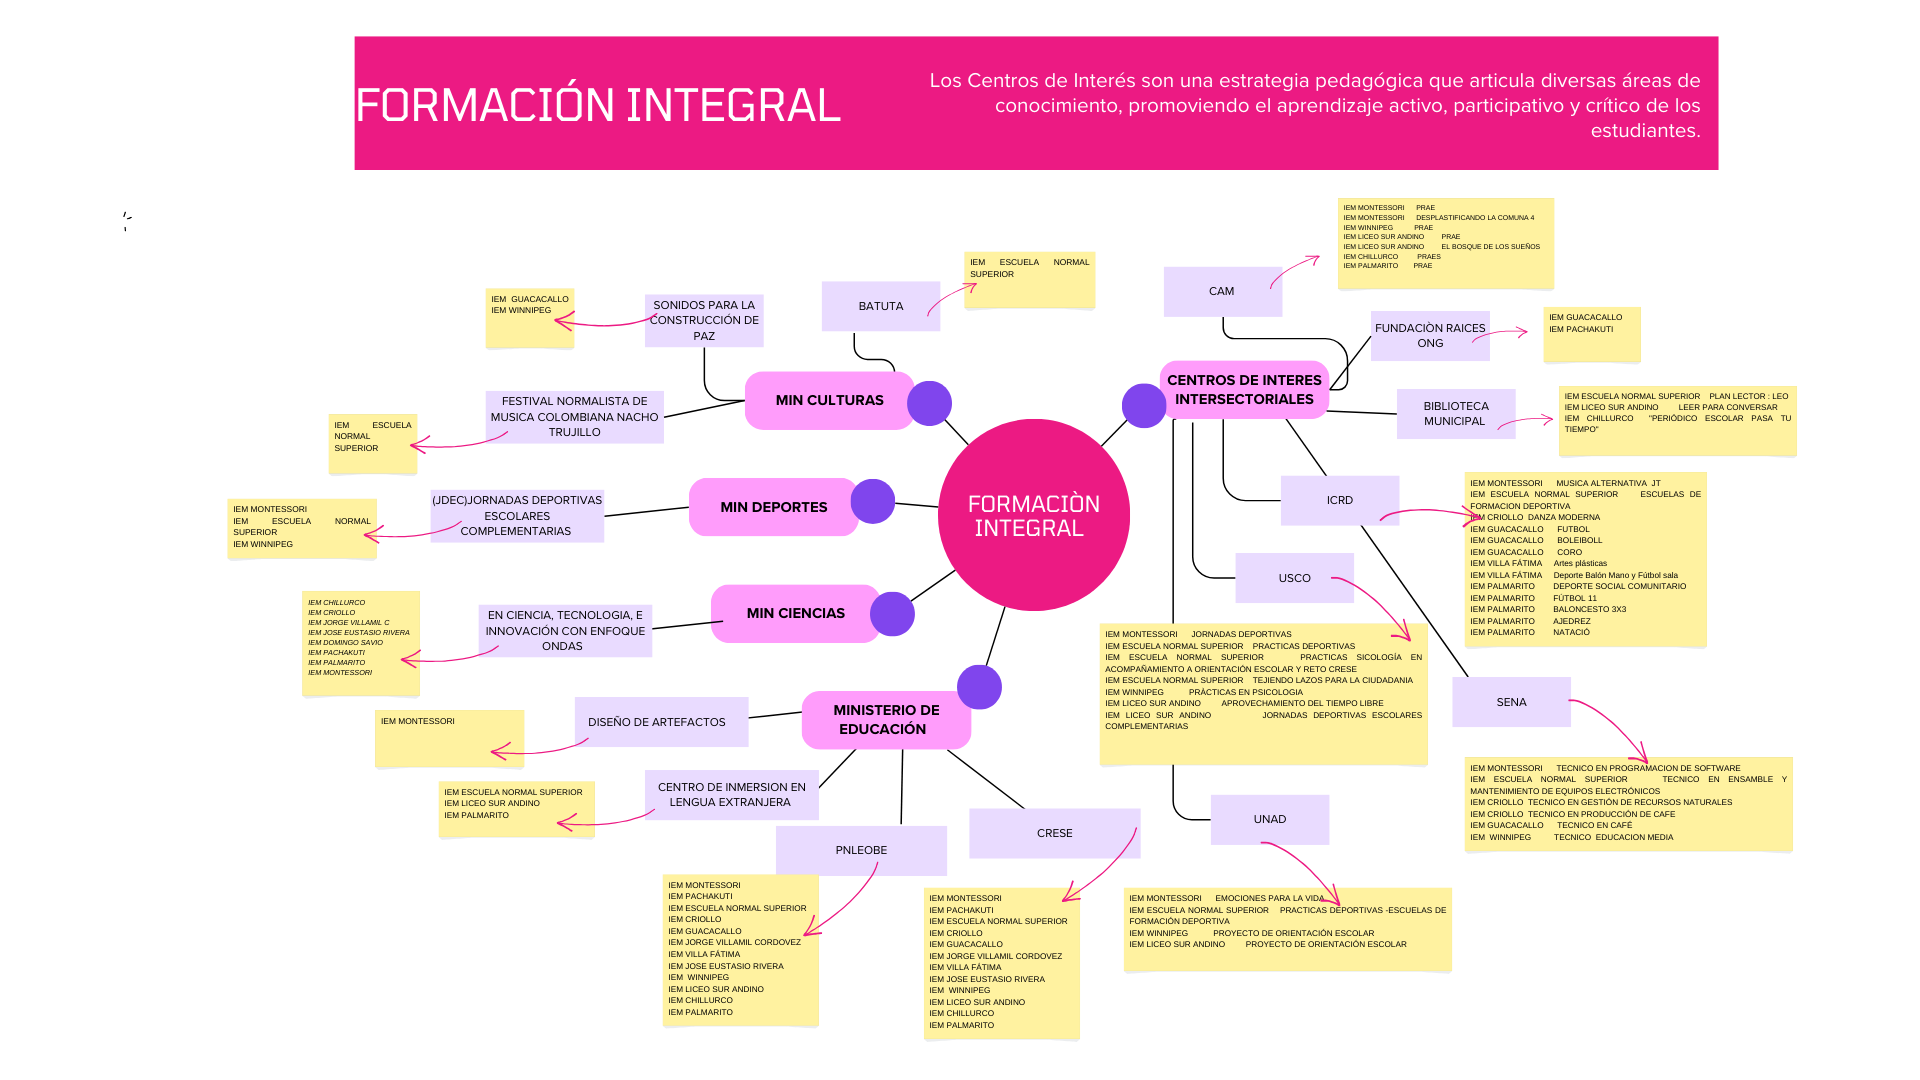 FORMACIÓN INTEGRAL
Los Centros de Interés son una estrategia pedagógica que articula diversas áreas de
conocimiento, promoviendo el aprendizaje activo, participativo y crítico de los
estudiantes.
FORMACIÒN
INTEGRAL
MIN CULTURAS
BATUTA
IEM ESCUELA NORMAL
SUPERIOR
SONIDOS PARA LA
CONSTRUCCIÓN DE
PAZ
IEM GUACACALLO
IEM WINNIPEG
FESTIVAL NORMALISTA DE
MUSICA COLOMBIANA NACHO
TRUJILLO
IEM ESCUELA
NORMAL
SUPERIOR
MIN DEPORTES
(JDEC)JORNADAS DEPORTIVAS
ESCOLARES
COMPLEMENTARIAS
IEM MONTESSORI
IEM ESCUELA NORMAL
SUPERIOR
IEM WINNIPEG
MIN CIENCIAS
EN CIENCIA, TECNOLOGIA, E
INNOVACIÓN CON ENFOQUE
ONDAS
IEM CHILLURCO
IEM CRIOLLO
IEM JORGE VILLAMIL C
IEM JOSE EUSTASIO RIVERA
IEM DOMINGO SAVIO
IEM PACHAKUTI
IEM PALMARITO
IEM MONTESSORI
MINISTERIO DE
EDUCACIÓN
DISEÑO DE ARTEFACTOS
IEM MONTESSORI
CENTRO DE INMERSION EN
LENGUA EXTRANJERA
IEM ESCUELA NORMAL SUPERIOR
IEM LICEO SUR ANDINO
IEM PALMARITO
PNLEOBE
IEM MONTESSORI
IEM PACHAKUTI
IEM ESCUELA NORMAL SUPERIOR
IEM CRIOLLO
IEM GUACACALLO
IEM JORGE VILLAMIL CORDOVEZ
IEM VILLA FÁTIMA
IEM JOSE EUSTASIO RIVERA
IEM WINNIPEG
IEM LICEO SUR ANDINO
IEM CHILLURCO
IEM PALMARITO
CRESE
IEM MONTESSORI
IEM PACHAKUTI
IEM ESCUELA NORMAL SUPERIOR
IEM CRIOLLO
IEM GUACACALLO
IEM JORGE VILLAMIL CORDOVEZ
IEM VILLA FÁTIMA
IEM JOSE EUSTASIO RIVERA
IEM WINNIPEG
IEM LICEO SUR ANDINO
IEM CHILLURCO
IEM PALMARITO
CENTROS DE INTERES
INTERSECTORIALES
CAM
IEM MONTESSORI PRAE
IEM MONTESSORI DESPLASTIFICANDO LA COMUNA 4
IEM WINNIPEG PRAE
IEM LICEO SUR ANDINO PRAE
IEM LICEO SUR ANDINO EL BOSQUE DE LOS SUEÑOS
IEM CHILLURCO PRAES
IEM PALMARITO PRAE
FUNDACIÒN RAICES
ONG
IEM GUACACALLO
IEM PACHAKUTI
BIBLIOTECA
MUNICIPAL
IEM ESCUELA NORMAL SUPERIOR PLAN LECTOR : LEO
IEM LICEO SUR ANDINO LEER PARA CONVERSAR
IEM CHILLURCO "PERIÓDICO ESCOLAR PASA TU
TIEMPO"
ICRD
IEM MONTESSORI MUSICA ALTERNATIVA JT
IEM ESCUELA NORMAL SUPERIOR ESCUELAS DE
FORMACION DEPORTIVA
IEM CRIOLLO DANZA MODERNA
IEM GUACACALLO FUTBOL
IEM GUACACALLO BOLEIBOLL
IEM GUACACALLO CORO
IEM VILLA FÁTIMA Artes plásticas
IEM VILLA FÁTIMA Deporte Balón Mano y Fútbol sala
IEM PALMARITO DEPORTE SOCIAL COMUNITARIO
IEM PALMARITO FÚTBOL 11
IEM PALMARITO BALONCESTO 3X3
IEM PALMARITO AJEDREZ
IEM PALMARITO NATACIÓ
USCO
IEM MONTESSORI JORNADAS DEPORTIVAS
IEM ESCUELA NORMAL SUPERIOR PRACTICAS DEPORTIVAS
IEM ESCUELA NORMAL SUPERIOR PRACTICAS SICOLOGÍA EN
ACOMPAÑAMIENTO A ORIENTACIÓN ESCOLAR Y RETO CRESE
IEM ESCUELA NORMAL SUPERIOR TEJIENDO LAZOS PARA LA CIUDADANIA
IEM WINNIPEG PRÁCTICAS EN PSICOLOGIA
IEM LICEO SUR ANDINO APROVECHAMIENTO DEL TIEMPO LIBRE
IEM LICEO SUR ANDINO JORNADAS DEPORTIVAS ESCOLARES
COMPLEMENTARIAS
SENA
IEM MONTESSORI TECNICO EN PROGRAMACION DE SOFTWARE
IEM ESCUELA NORMAL SUPERIOR TECNICO EN ENSAMBLE Y
MANTENIMIENTO DE EQUIPOS ELECTRÓNICOS
IEM CRIOLLO TECNICO EN GESTIÓN DE RECURSOS NATURALES
IEM CRIOLLO TECNICO EN PRODUCCIÓN DE CAFE
IEM GUACACALLO TECNICO EN CAFÉ
IEM WINNIPEG TECNICO EDUCACION MEDIA
UNAD
IEM MONTESSORI EMOCIONES PARA LA VIDA
IEM ESCUELA NORMAL SUPERIOR PRACTICAS DEPORTIVAS -ESCUELAS DE
FORMACIÓN DEPORTIVA
IEM WINNIPEG PROYECTO DE ORIENTACIÓN ESCOLAR
IEM LICEO SUR ANDINO PROYECTO DE ORIENTACIÓN ESCOLAR